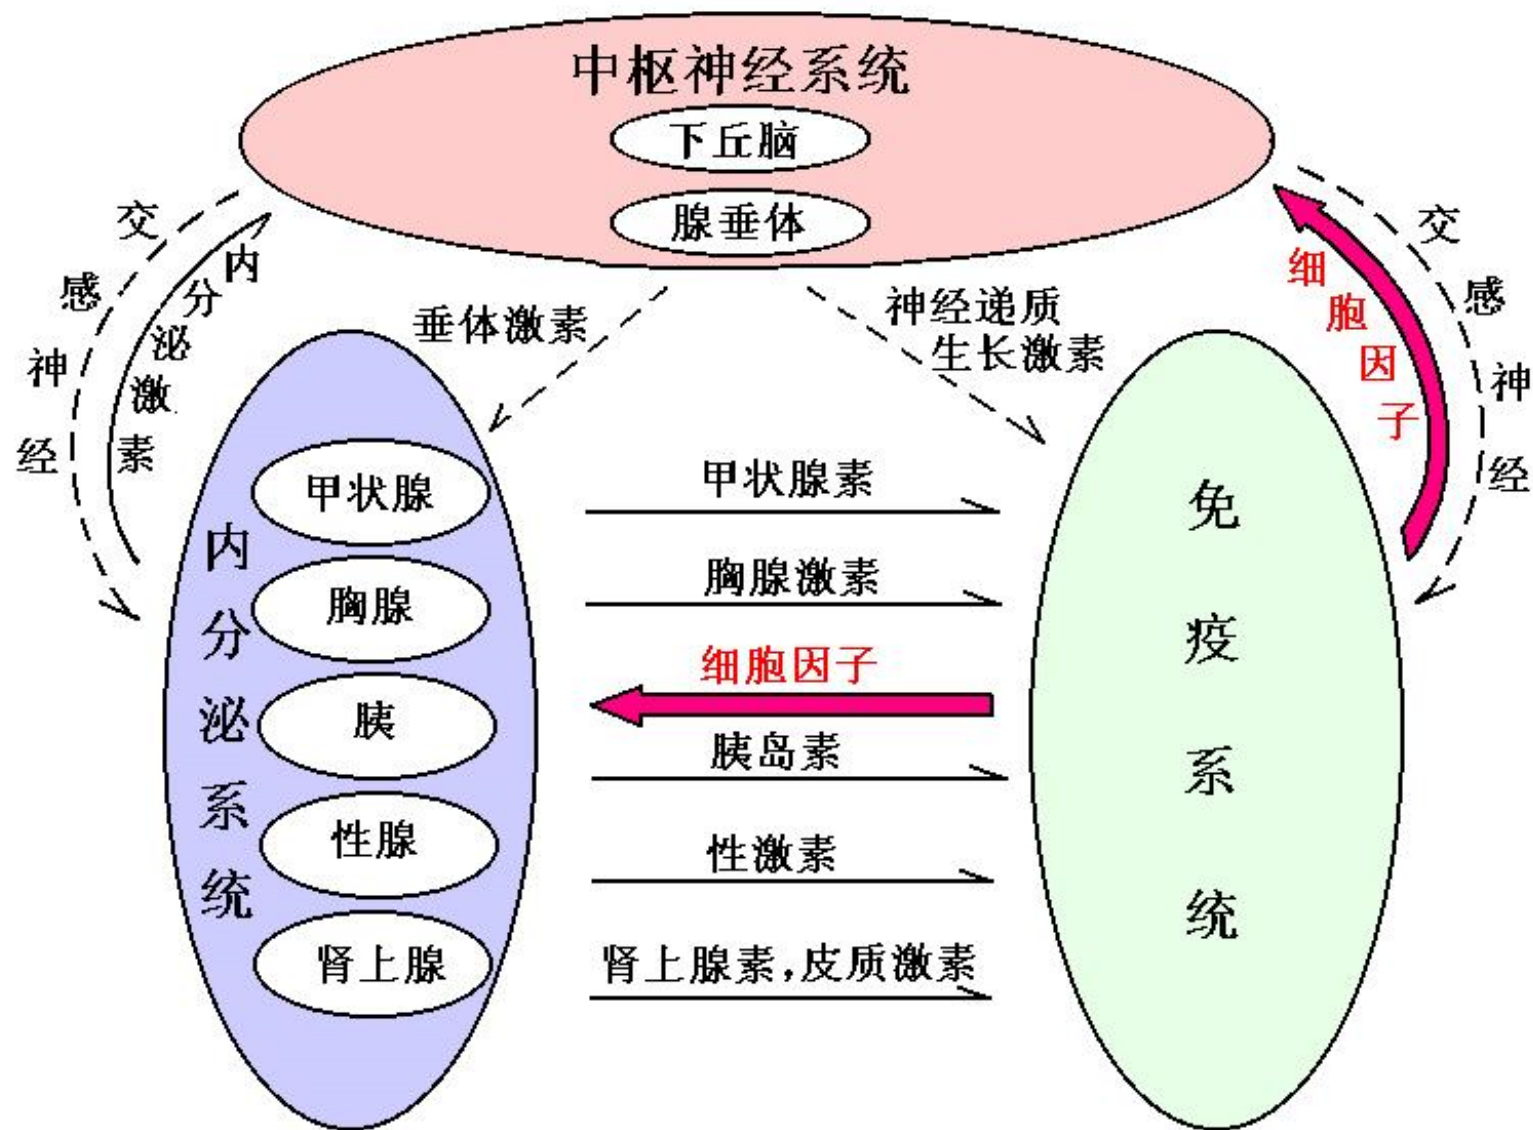 中枢神经系统
下丘脑
腺垂体
交感神经
内分泌激素
垂体激素
神经递质
生长激素
细胞因子
交感神经
内分泌系统
甲状腺
胸腺
胰
性腺
肾上腺
甲状腺素
胸腺激素
细胞因子
胰岛素
性激素
肾上腺素,皮质激素
免疫系统